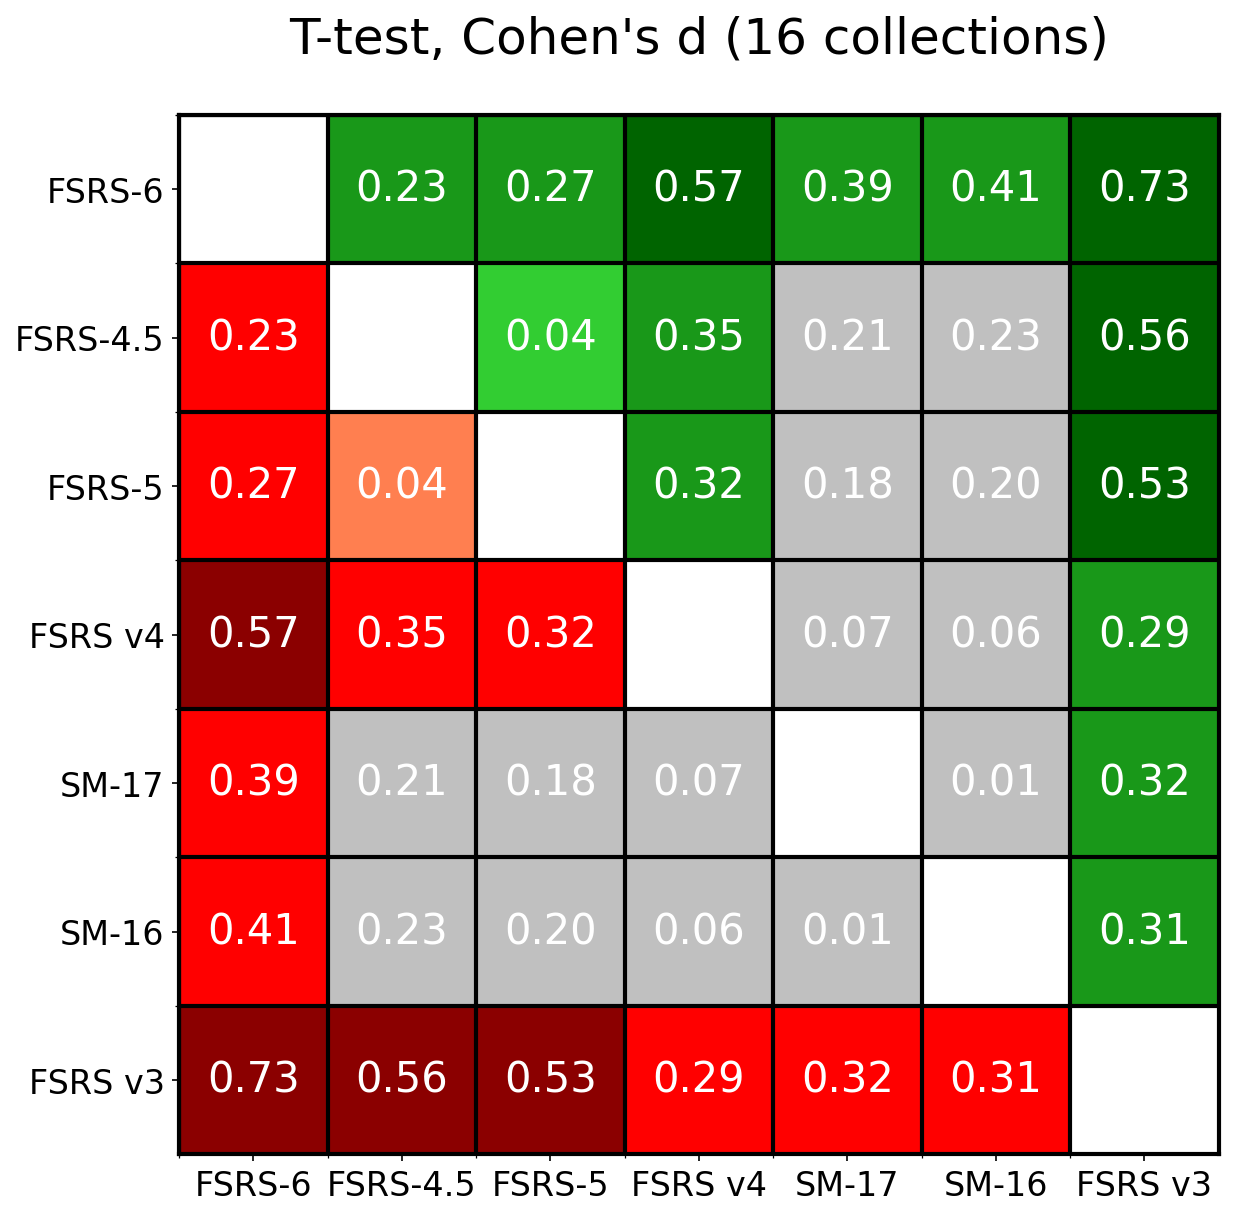 T-test, Cohen's d (16 collections)
FSRS-6 0.23 0.27 0.57 0.39 0.41 0.73
FSRS-4.5 0.23 0.04 0.35 0.21 0.23 0.56
FSRS-5 0.27 0.04 0.32 0.18 0.20 0.53
FSRS v4 0.57 0.35 0.32 0.07 0.06 0.29
SM-17 0.39 0.21 0.18 0.07 0.01 0.32
SM-16 0.41 0.23 0.20 0.06 0.01 0.31
FSRS v3 0.73 0.56 0.53 0.29 0.32 0.31
FSRS-6 FSRS-4.5 FSRS-5 FSRS v4 SM-17 SM-16 FSRS v3